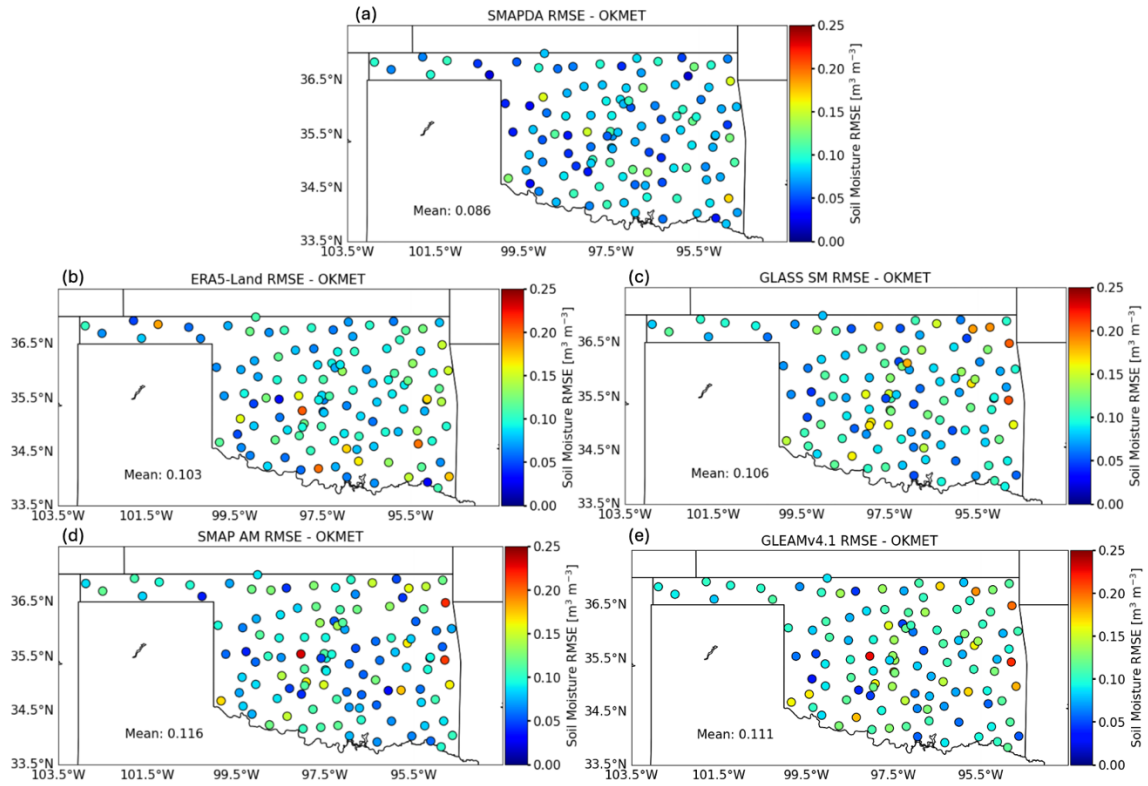 (a)
SMAPDA RMSE - OKMET
36.5°N
35.5°N
34.5°N
33.5°N
103.5°W 101.5°W 99.5°W 97.5°W 95.5°W
Mean: 0.086
0.25
0.20
0.15
0.10
0.05
0.00
Soil Moisture RMSE [m³ m⁻³]
(b)
ERA5-Land RMSE - OKMET
36.5°N
35.5°N
34.5°N
33.5°N
103.5°W 101.5°W 99.5°W 97.5°W 95.5°W
Mean: 0.103
0.25
0.20
0.15
0.10
0.05
0.00
Soil Moisture RMSE [m³ m⁻³]
(c)
GLASS SM RMSE - OKMET
36.5°N
35.5°N
34.5°N
33.5°N
103.5°W 101.5°W 99.5°W 97.5°W 95.5°W
Mean: 0.106
0.25
0.20
0.15
0.10
0.05
0.00
Soil Moisture RMSE [m³ m⁻³]
(d)
SMAP AM RMSE - OKMET
36.5°N
35.5°N
34.5°N
33.5°N
103.5°W 101.5°W 99.5°W 97.5°W 95.5°W
Mean: 0.116
0.25
0.20
0.15
0.10
0.05
0.00
Soil Moisture RMSE [m³ m⁻³]
(e)
GLEAMv4.1 RMSE - OKMET
36.5°N
35.5°N
34.5°N
33.5°N
103.5°W 101.5°W 99.5°W 97.5°W 95.5°W
Mean: 0.111
0.25
0.20
0.15
0.10
0.05
0.00
Soil Moisture RMSE [m³ m⁻³]